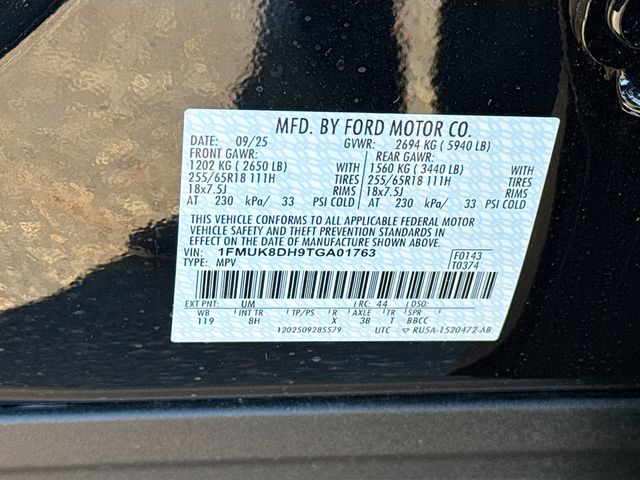 MFD. BY FORD MOTOR CO.
DATE: 09/25 GVWR: 2694 KG ( 5940 LB)
FRONT GAWR: REAR GAWR:
1202 KG ( 2650 LB) WITH 1560 KG ( 3440 LB) WITH
255/65R18 111H TIRES 255/65R18 111H TIRES
18x7.5J RIMS 18x7.5J RIMS
AT 230 kPa/ 33 PSI COLD AT 230 kPa/ 33 PSI COLD
THIS VEHICLE CONFORMS TO ALL APPLICABLE FEDERAL MOTOR
VEHICLE SAFETY AND THEFT PREVENTION STANDARDS IN
EFFECT ON THE DATE OF MANUFACTURE SHOWN ABOVE.
VIN: 1FMUK8DH9TGA01763 F0143
TYPE: MPV T0374
EXT PNT: UM RC: 44 DSO:
WB INT TR TP/PS R AXLE TR SPR
119 8H X 3B T BBCC
1202509285579 UTC ▽ RU5A-1520472-AB